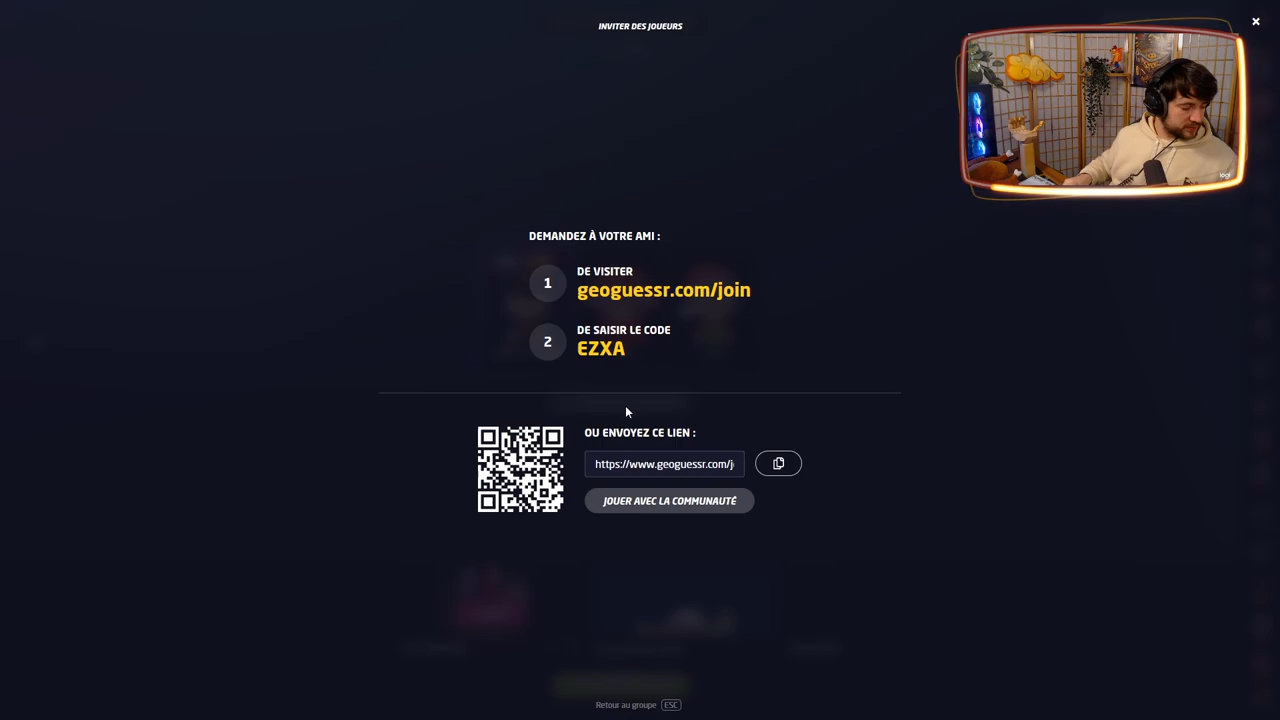 INVITER DES JOUEURS
DEMANDEZ À VOTRE AMI :
1
DE VISITER
geoguessr.com/join
2
DE SAISIR LE CODE
EZXA
OU ENVOYEZ CE LIEN :
https://www.geoguessr.com/j
JOUER AVEC LA COMMUNAUTÉ
Retour au groupe ESC
logi